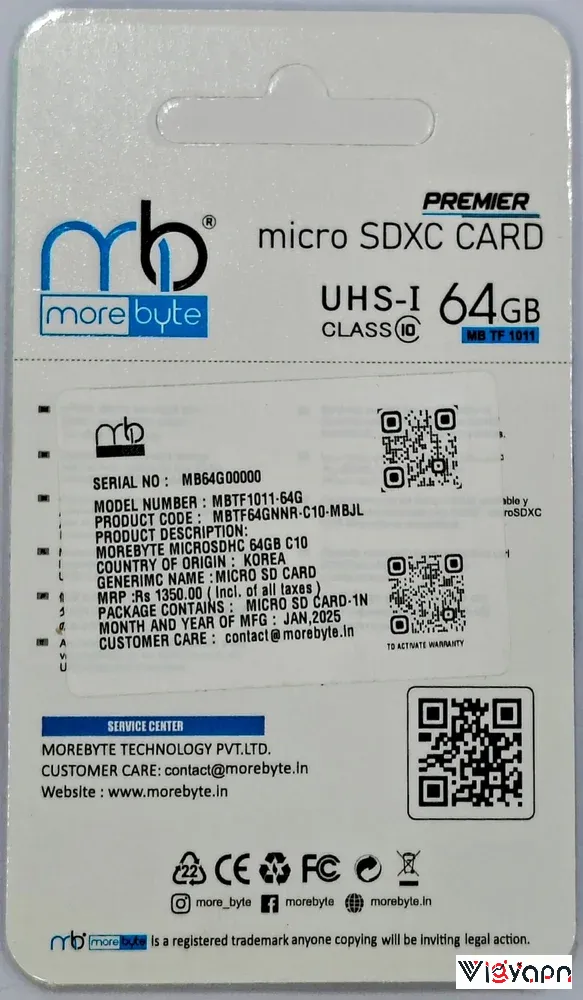 mb®
more byte
PREMIER
micro SDXC CARD
UHS-I 64GB
CLASS 10
MB TF 1011
mb
SERIAL NO : MB64G00000
MODEL NUMBER : MBTF1011-64G
PRODUCT CODE : MBTF64GNNR-C10-MBJL
PRODUCT DESCRIPTION:
MOREBYTE MICROSDHC 64GB C10
COUNTRY OF ORIGIN : KOREA
GENERIMC NAME :MICRO SD CARD
MRP :Rs 1350.00 ( Incl. of all taxes )
PACKAGE CONTAINS : MICRO SD CARD-1N
MONTH AND YEAR OF MFG : JAN,2025
CUSTOMER CARE : contact@morebyte.in
TO ACTIVATE WARRANTY
SERVICE CENTER
MOREBYTE TECHNOLOGY PVT.LTD.
CUSTOMER CARE: contact@morebyte.in
Website : www.morebyte.in
22 CE FC
more_byte morebyte morebyte.in
mb® more byte is a registered trademark anyone copying will be inviting legal action.
Vigyapn